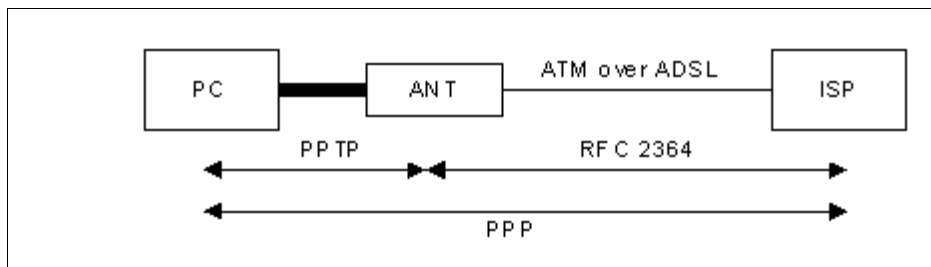 PC
ANT
ATM over ADSL
ISP
PPTP
RFC 2364
PPP